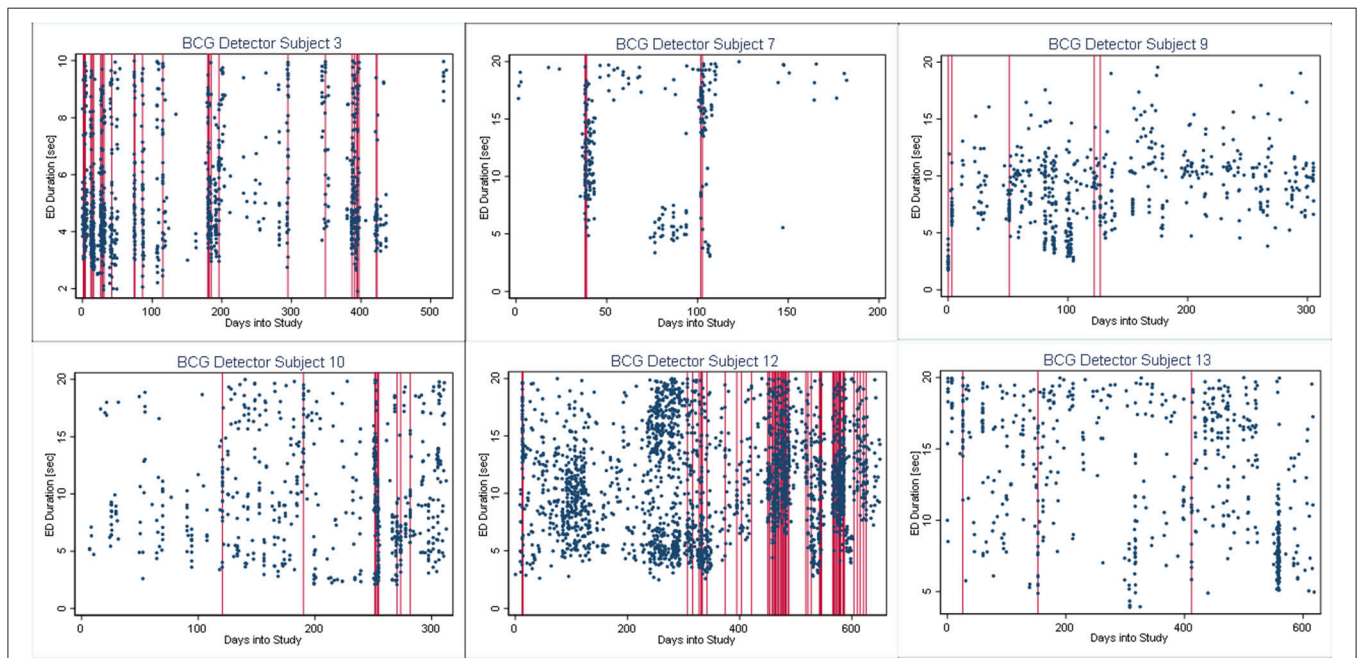 BCG Detector Subject 3
10
8
6
4
2
ED Duration [sec]
0 100 200 300 400 500
Days into Study
BCG Detector Subject 7
20
15
10
5
0
ED Duration [sec]
0 50 100 150 200
Days into Study
BCG Detector Subject 9
20
15
10
5
0
ED Duration [sec]
0 100 200 300
Days into Study
BCG Detector Subject 10
20
15
10
5
0
ED Duration [sec]
0 100 200 300
Days into Study
BCG Detector Subject 12
20
15
10
5
0
ED Duration [sec]
0 200 400 600
Days into Study
BCG Detector Subject 13
20
15
10
5
ED Duration [sec]
0 200 400 600
Days into Study